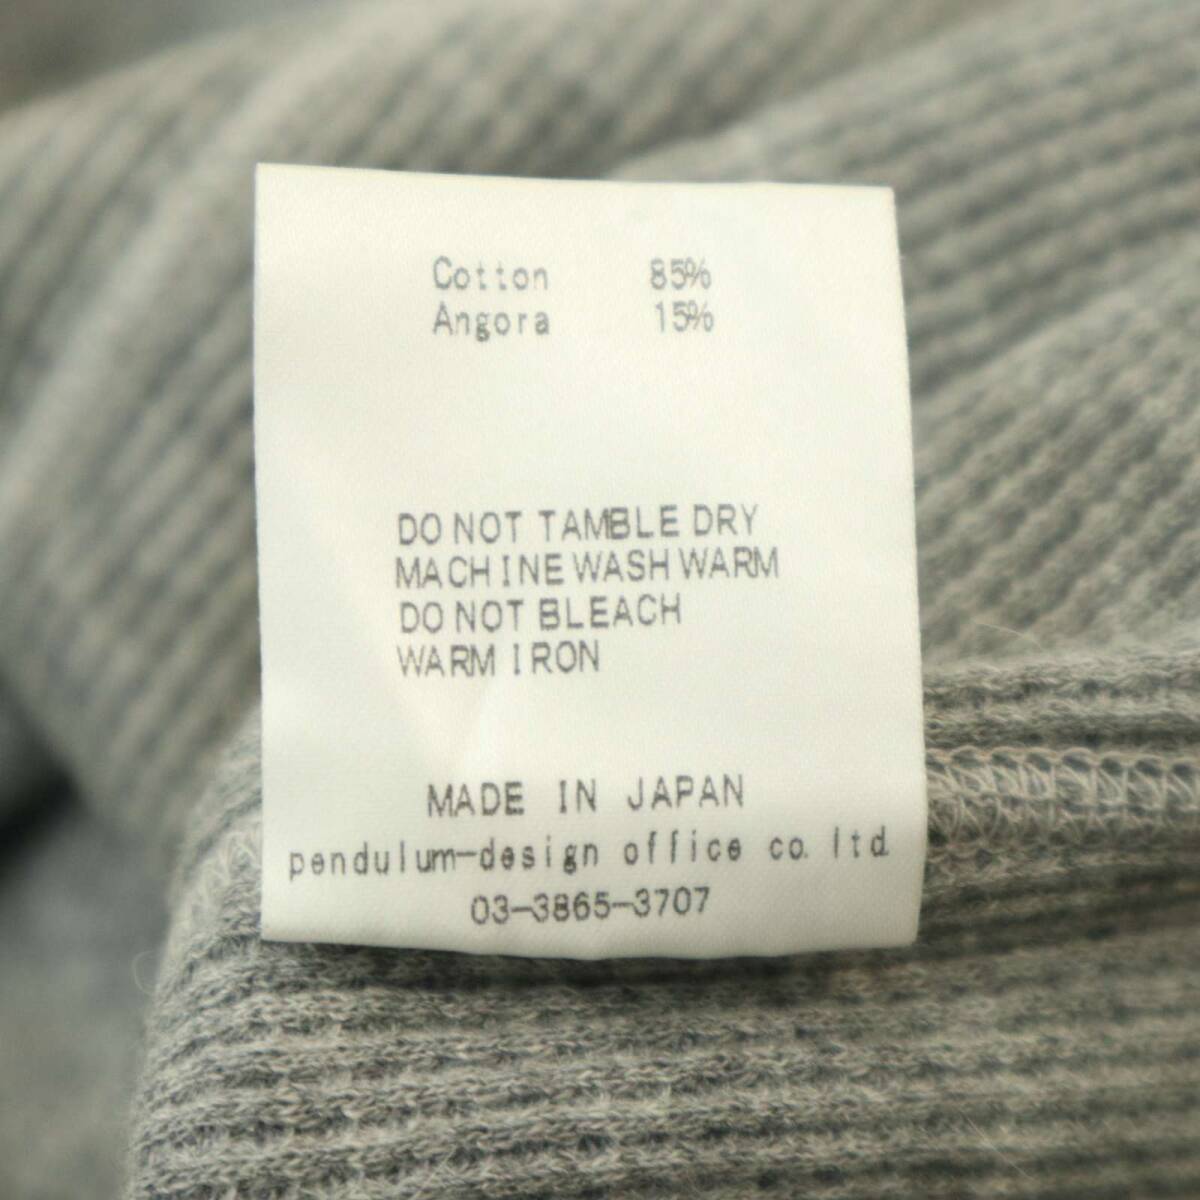 Cotton 85%
Angora 15%
DO NOT TAMBLE DRY
MACHINE WASH WARM
DO NOT BLEACH
WARM IRON
MADE IN JAPAN
pendulum-design office co. ltd.
03-3865-3707